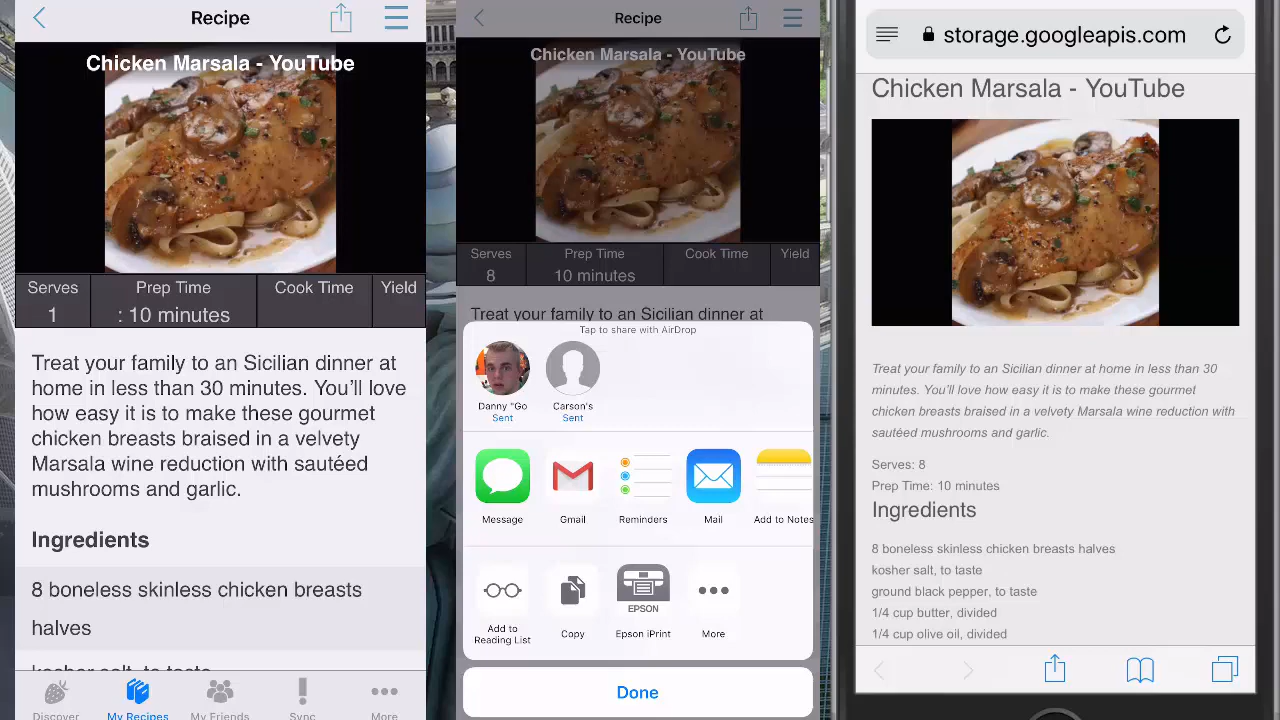 Recipe
Chicken Marsala - YouTube
Serves
Prep Time
Cook Time
Yield
1
: 10 minutes
Treat your family to an Sicilian dinner at
home in less than 30 minutes. You’ll love
how easy it is to make these gourmet
chicken breasts braised in a velvety
Marsala wine reduction with sautéed
mushrooms and garlic.
Ingredients
8 boneless skinless chicken breasts
halves
kosher salt, to taste
Discover
My Recipes
My Friends
Sync
More
Recipe
Chicken Marsala - YouTube
Serves
Prep Time
Cook Time
Yield
8
10 minutes
Treat your family to an Sicilian dinner at
Tap to share with AirDrop
Danny “Go
Sent
Carson's
Sent
Message
Gmail
Reminders
Mail
Add to Notes
EPSON
Add to
Reading List
Copy
Epson iPrint
More
Done
storage.googleapis.com
Chicken Marsala - YouTube
Treat your family to an Sicilian dinner at home in less than 30
minutes. You’ll love how easy it is to make these gourmet
chicken breasts braised in a velvety Marsala wine reduction with
sautéed mushrooms and garlic.
Serves: 8
Prep Time: 10 minutes
Ingredients
8 boneless skinless chicken breasts halves
kosher salt, to taste
ground black pepper, to taste
1/4 cup butter, divided
1/4 cup olive oil, divided